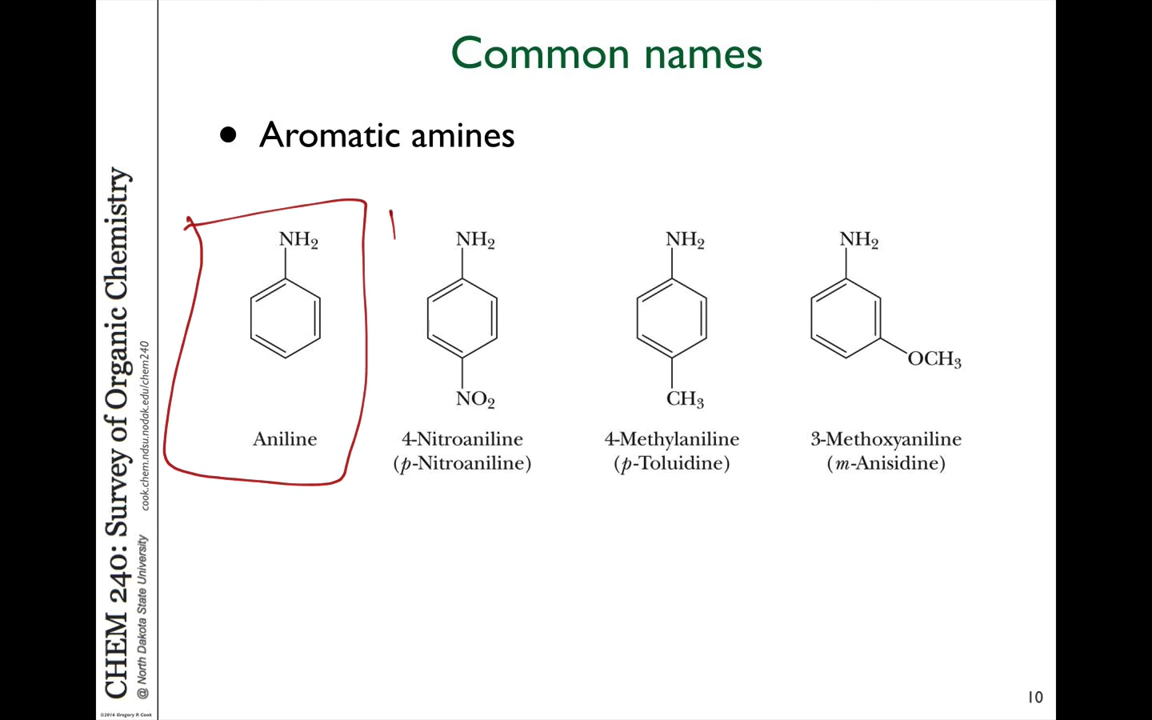 Common names
● Aromatic amines
NH₂
NH₂
NH₂
NH₂
NO₂
CH₃
OCH₃
Aniline
4-Nitroaniline
(p-Nitroaniline)
4-Methylaniline
(p-Toluidine)
3-Methoxyaniline
(m-Anisidine)
CHEM 240: Survey of Organic Chemistry
@ North Dakota State University
cook.chem.ndsu.nodak.edu/chem240
©2016 Gregory R Cook
10